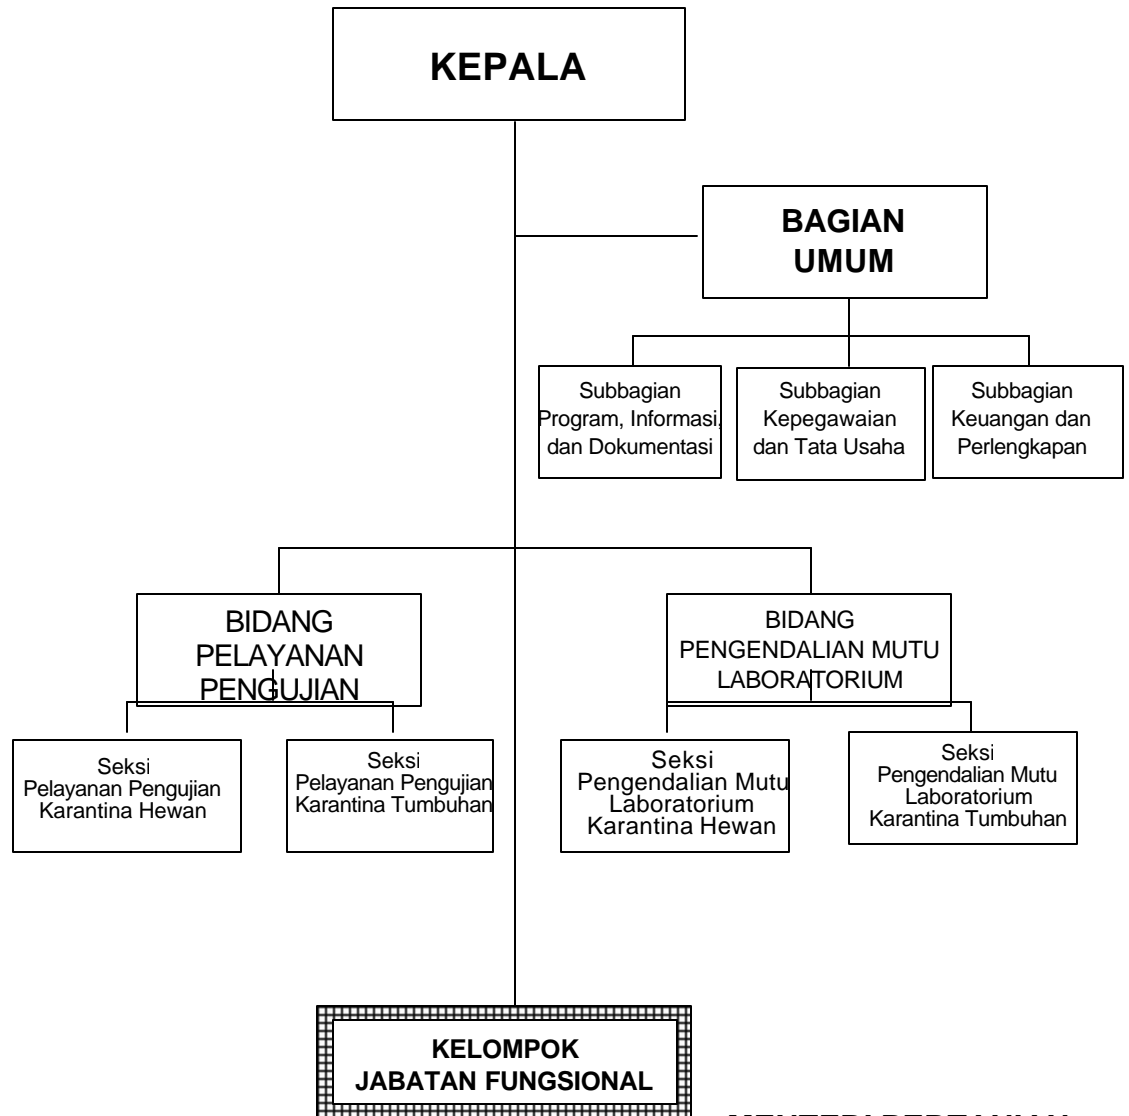 KEPALA
BAGIAN
UMUM
Subbagian
Program, Informasi,
dan Dokumentasi
Subbagian
Kepegawaian
dan Tata Usaha
Subbagian
Keuangan dan
Perlengkapan
BIDANG
PELAYANAN
PENGUJIAN
BIDANG
PENGENDALIAN MUTU
LABORATORIUM
Seksi
Pelayanan Pengujian
Karantina Hewan
Seksi
Pelayanan Pengujian
Karantina Tumbuhan
Seksi
Pengendalian Mutu
Laboratorium
Karantina Hewan
Seksi
Pengendalian Mutu
Laboratorium
Karantina Tumbuhan
KELOMPOK
JABATAN FUNGSIONAL